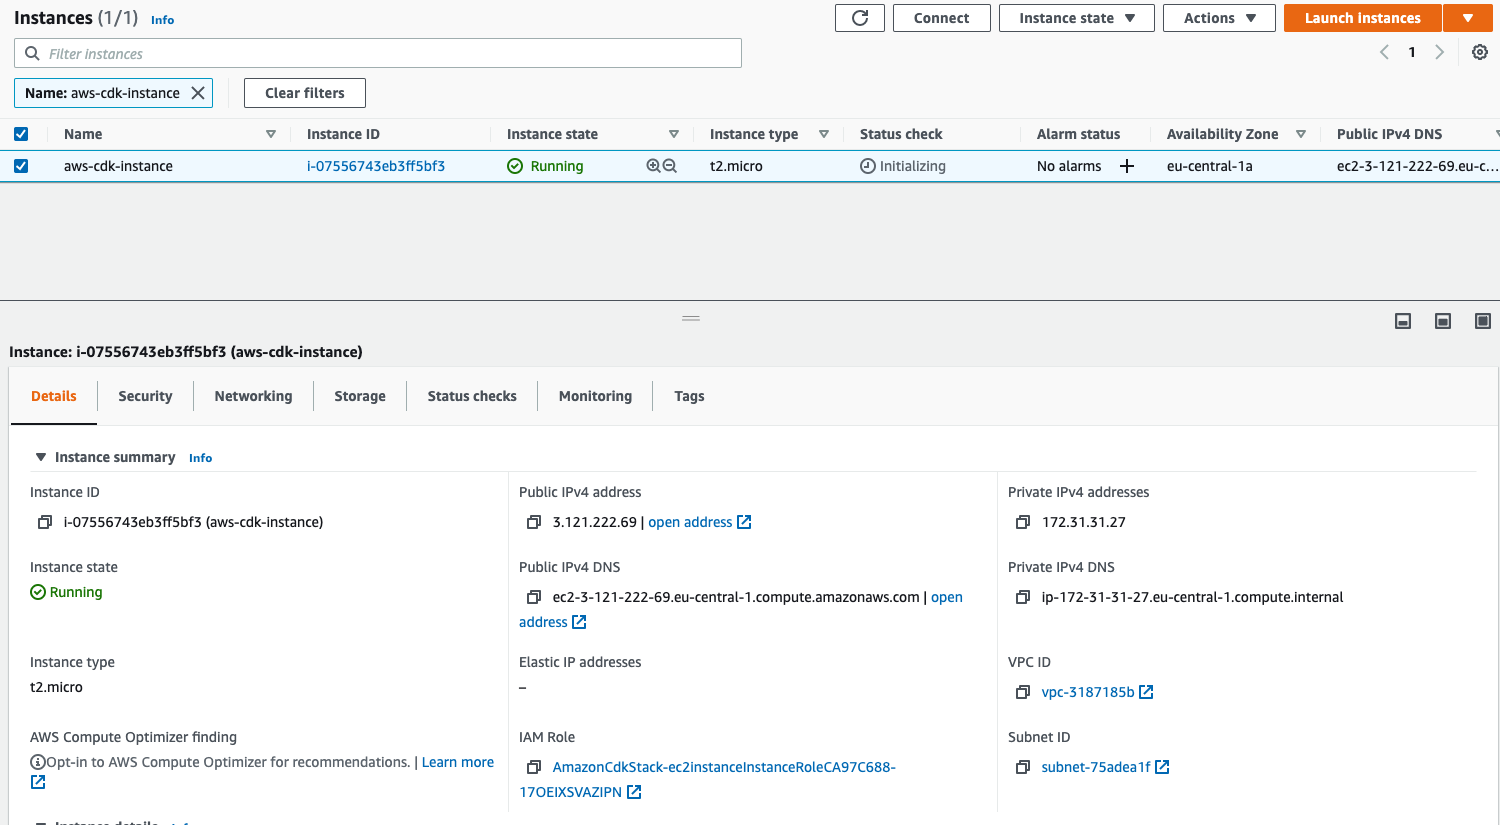 Instances (1/1) Info
Connect Instance state Actions Launch instances
Filter instances
1
Name: aws-cdk-instance Clear filters
Name Instance ID Instance state Instance type Status check Alarm status Availability Zone Public IPv4 DNS
aws-cdk-instance i-07556743eb3ff5bf3 Running t2.micro Initializing No alarms + eu-central-1a ec2-3-121-222-69.eu-c...
Instance: i-07556743eb3ff5bf3 (aws-cdk-instance)
Details Security Networking Storage Status checks Monitoring Tags
Instance summary Info
Instance ID
i-07556743eb3ff5bf3 (aws-cdk-instance)
Public IPv4 address
3.121.222.69 | open address
Private IPv4 addresses
172.31.31.27
Instance state
Running
Public IPv4 DNS
ec2-3-121-222-69.eu-central-1.compute.amazonaws.com | open
address
Private IPv4 DNS
ip-172-31-31-27.eu-central-1.compute.internal
Instance type
t2.micro
Elastic IP addresses
–
VPC ID
vpc-3187185b
AWS Compute Optimizer finding
Opt-in to AWS Compute Optimizer for recommendations. | Learn more
IAM Role
AmazonCdkStack-ec2instanceInstanceRoleCA97C688-
17OEIXSVAZIPN
Subnet ID
subnet-75adea1f
Instance details